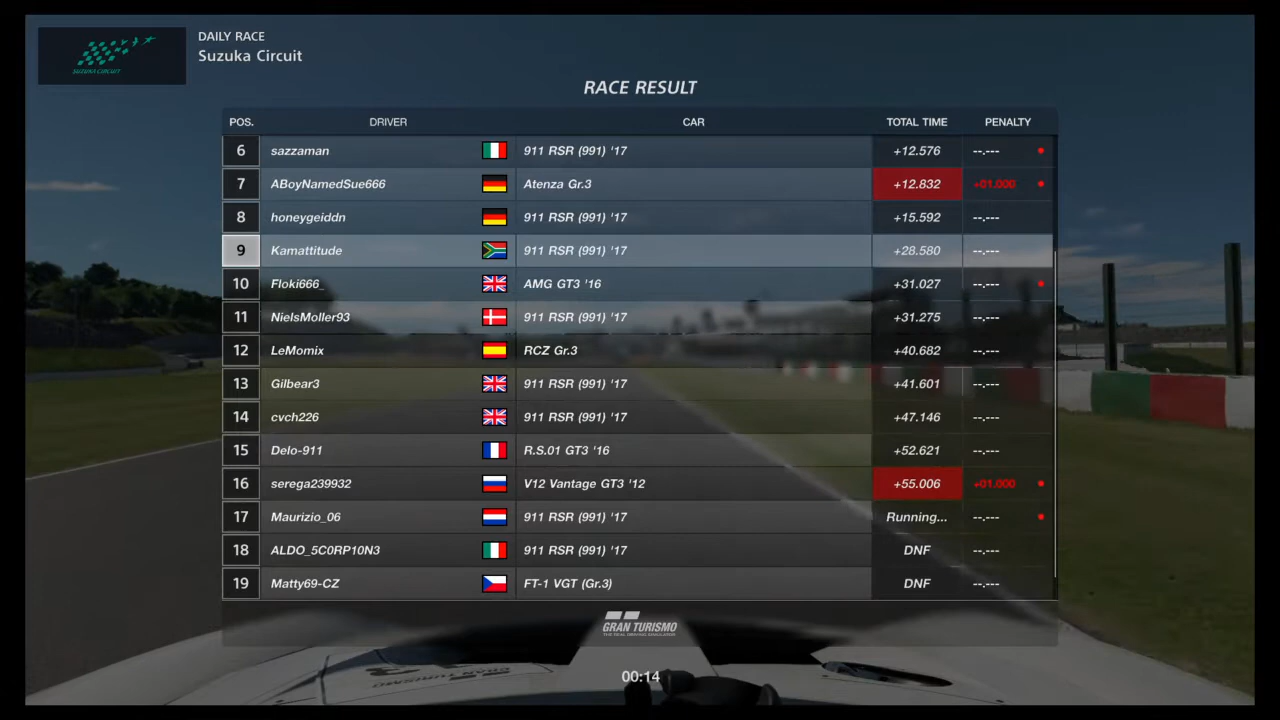 DAILY RACE
Suzuka Circuit
SUZUKA CIRCUIT
RACE RESULT
POS. DRIVER CAR TOTAL TIME PENALTY
6 sazzaman 911 RSR (991) '17 +12.576 --.---
7 ABoyNamedSue666 Atenza Gr.3 +12.832 +01.000
8 honeygeiddn 911 RSR (991) '17 +15.592 --.---
9 Kamattitude 911 RSR (991) '17 +28.580 --.---
10 Floki666_ AMG GT3 '16 +31.027 --.---
11 NielsMoller93 911 RSR (991) '17 +31.275 --.---
12 LeMomix RCZ Gr.3 +40.682 --.---
13 Gilbear3 911 RSR (991) '17 +41.601 --.---
14 cvch226 911 RSR (991) '17 +47.146 --.---
15 Delo-911 R.S.01 GT3 '16 +52.621 --.---
16 serega239932 V12 Vantage GT3 '12 +55.006 +01.000
17 Maurizio_06 911 RSR (991) '17 Running... --.---
18 ALDO_5C0RP10N3 911 RSR (991) '17 DNF --.---
19 Matty69-CZ FT-1 VGT (Gr.3) DNF --.---
GRAN TURISMO
THE REAL DRIVING SIMULATOR
00:14